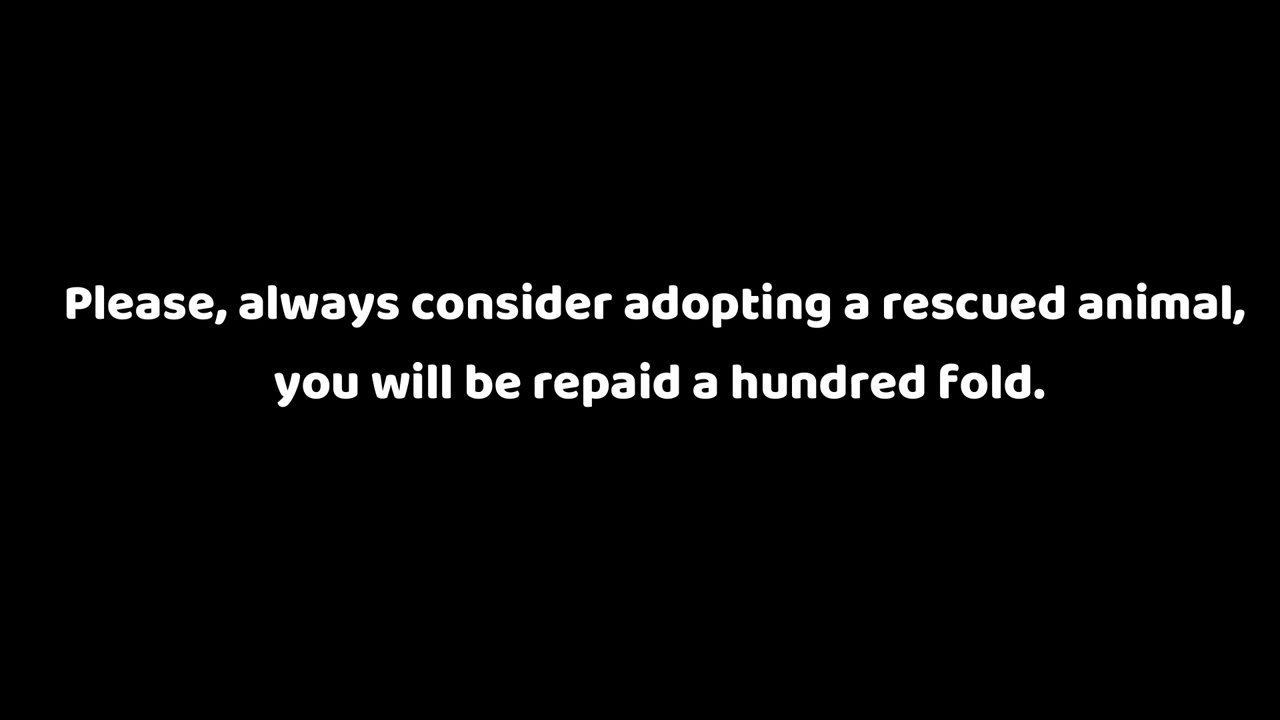 Please, always consider adopting a rescued animal,
you will be repaid a hundred fold.